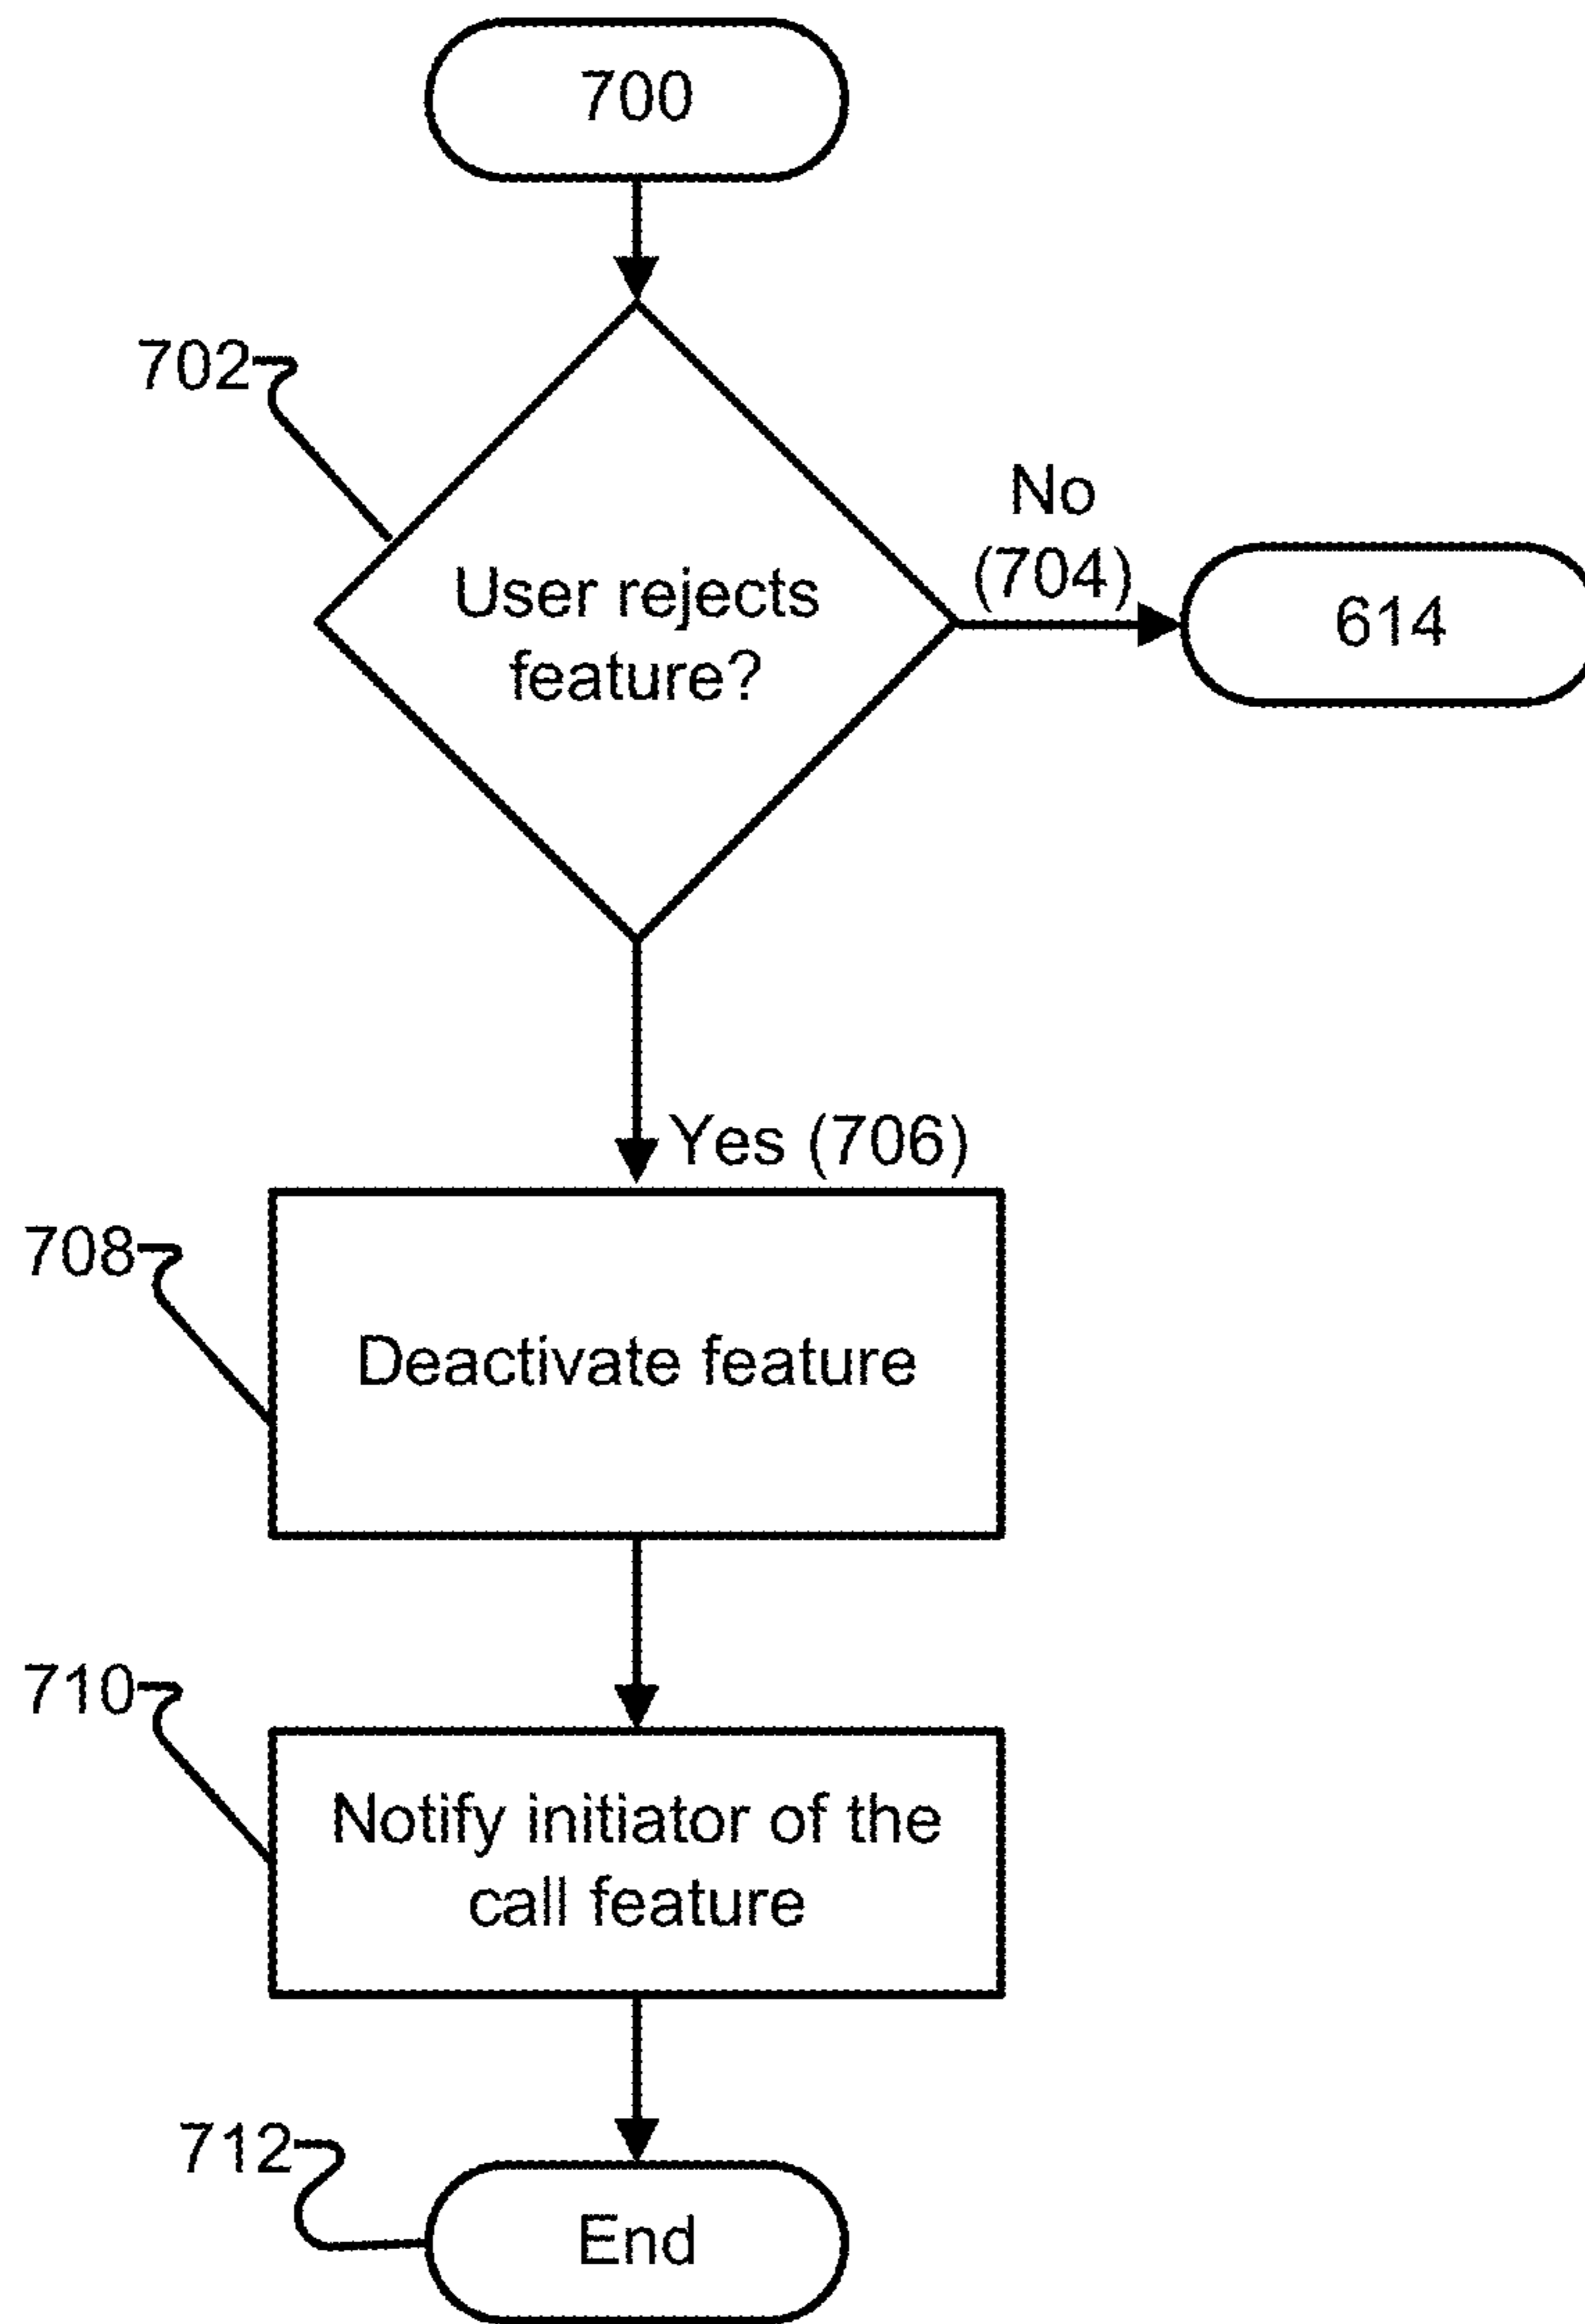 700
702
No
(704)
User rejects
feature?
614
Yes (706)
708
Deactivate feature
710
Notify initiator of the
call feature
712
End